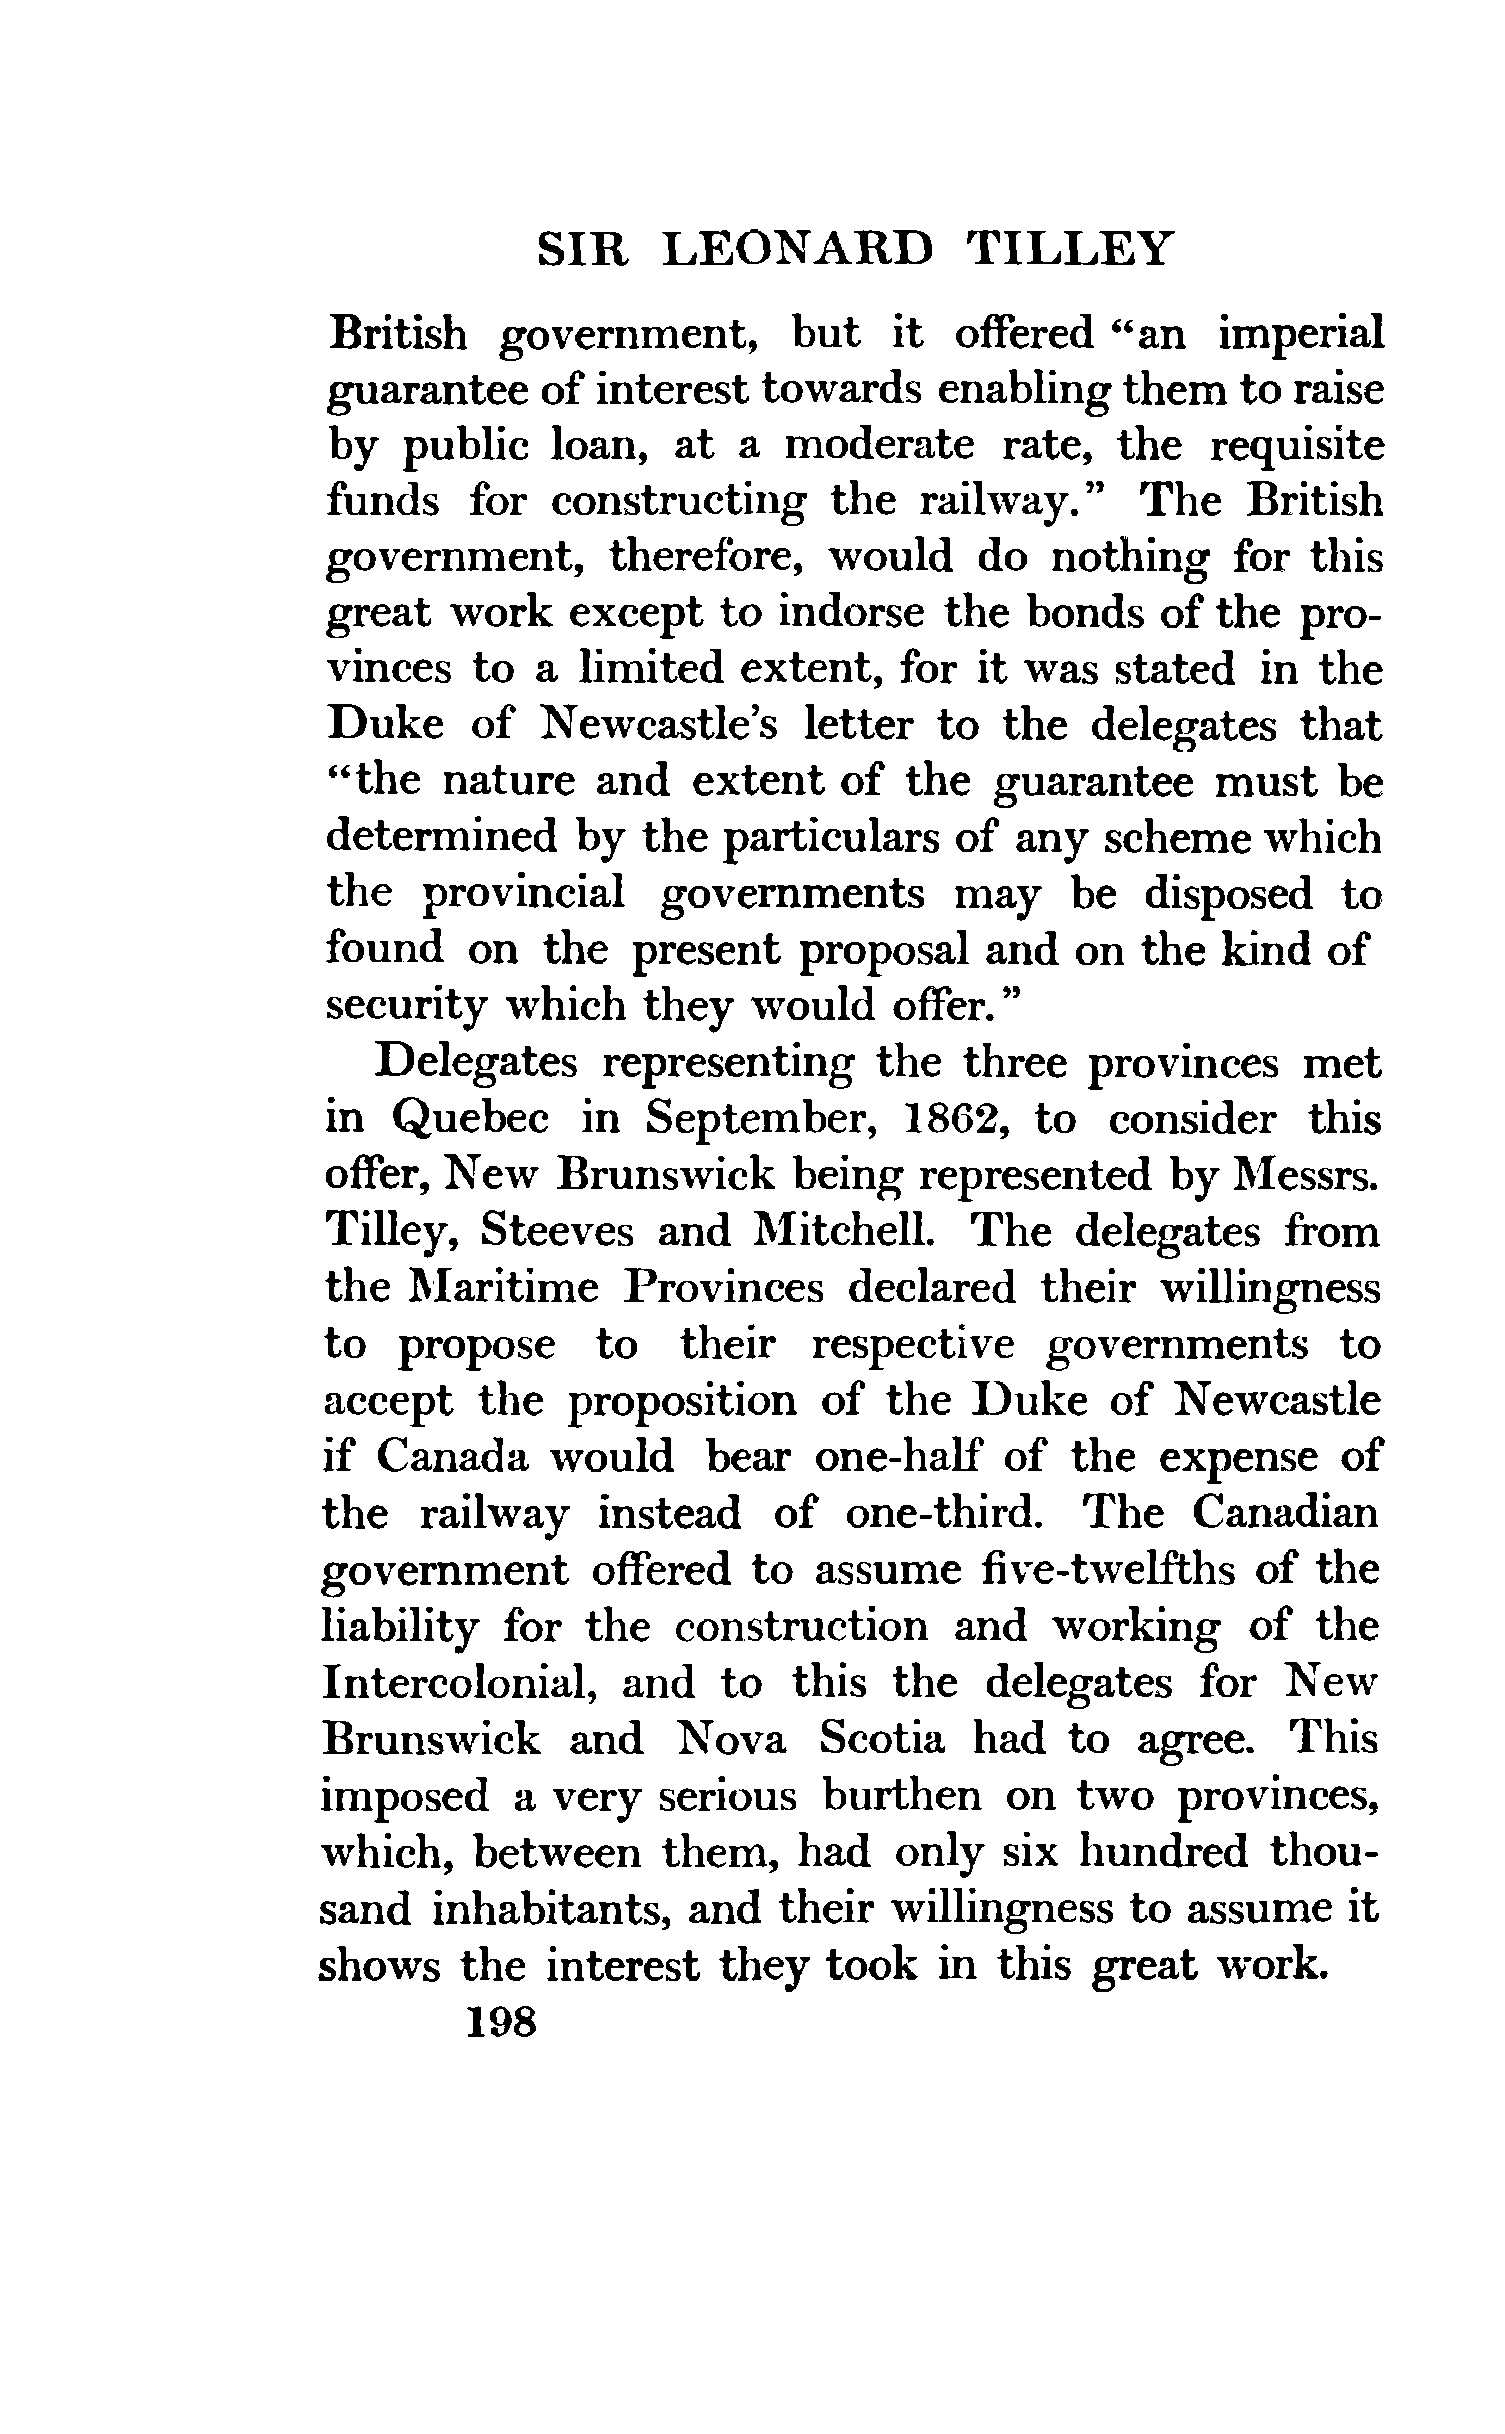 SIR LEONARD TILLEY
British government, but it offered “an imperial
guarantee of interest towards enabling them to raise
by public loan, at a moderate rate, the requisite
funds for constructing the railway.” The British
government, therefore, would do nothing for this
great work except to indorse the bonds of the pro-
vinces to a limited extent, for it was stated in the
Duke of Newcastle’s letter to the delegates that
“the nature and extent of the guarantee must be
determined by the particulars of any scheme which
the provincial governments may be disposed to
found on the present proposal and on the kind of
security which they would offer.”
Delegates representing the three provinces met
in Quebec in September, 1862, to consider this
offer, New Brunswick being represented by Messrs.
Tilley, Steeves and Mitchell. The delegates from
the Maritime Provinces declared their willingness
to propose to their respective governments to
accept the proposition of the Duke of Newcastle
if Canada would bear one-half of the expense of
the railway instead of one-third. The Canadian
government offered to assume five-twelfths of the
liability for the construction and working of the
Intercolonial, and to this the delegates for New
Brunswick and Nova Scotia had to agree. This
imposed a very serious burthen on two provinces,
which, between them, had only six hundred thou-
sand inhabitants, and their willingness to assume it
shows the interest they took in this great work.
198